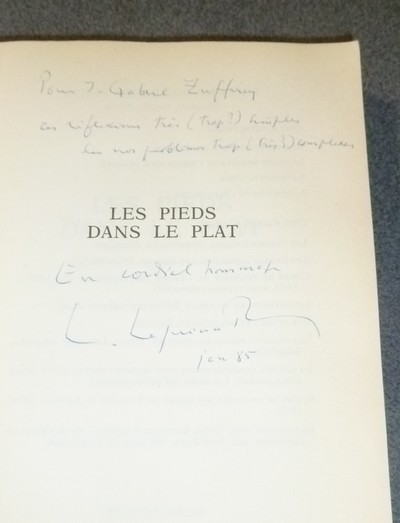 Pour J. Gabriel Zufferey
ces réflexions très (trop?) simples
sur nos problèmes trop (très?) complexes
LES PIEDS
DANS LE PLAT
En cordial hommage
jan 85